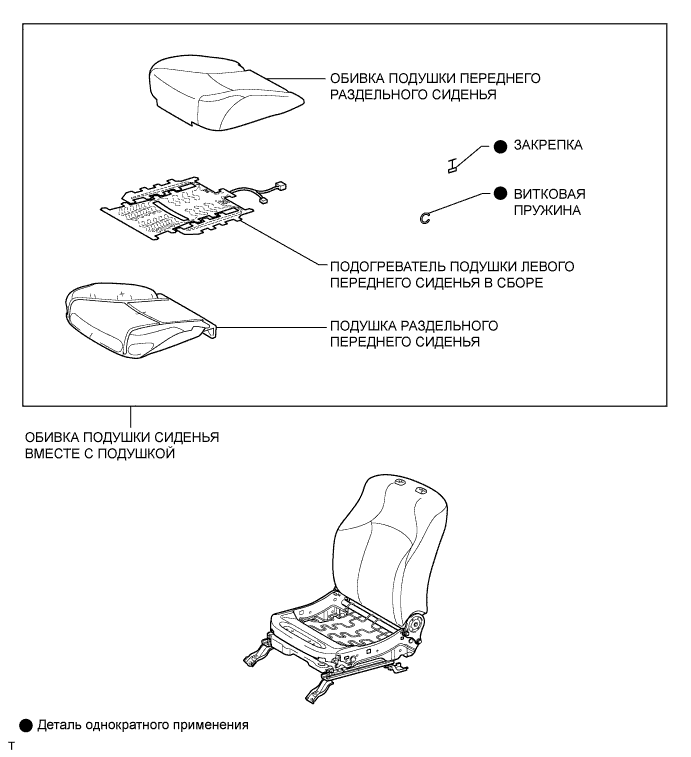 ОБИВКА ПОДУШКИ ПЕРЕДНЕГО
РАЗДЕЛЬНОГО СИДЕНЬЯ
ЗАКРЕПКА
ВИТКОВАЯ
ПРУЖИНА
ПОДОГРЕВАТЕЛЬ ПОДУШКИ ЛЕВОГО
ПЕРЕДНЕГО СИДЕНЬЯ В СБОРЕ
ПОДУШКА РАЗДЕЛЬНОГО
ПЕРЕДНЕГО СИДЕНЬЯ
ОБИВКА ПОДУШКИ СИДЕНЬЯ
ВМЕСТЕ С ПОДУШКОЙ
Деталь однократного применения
T